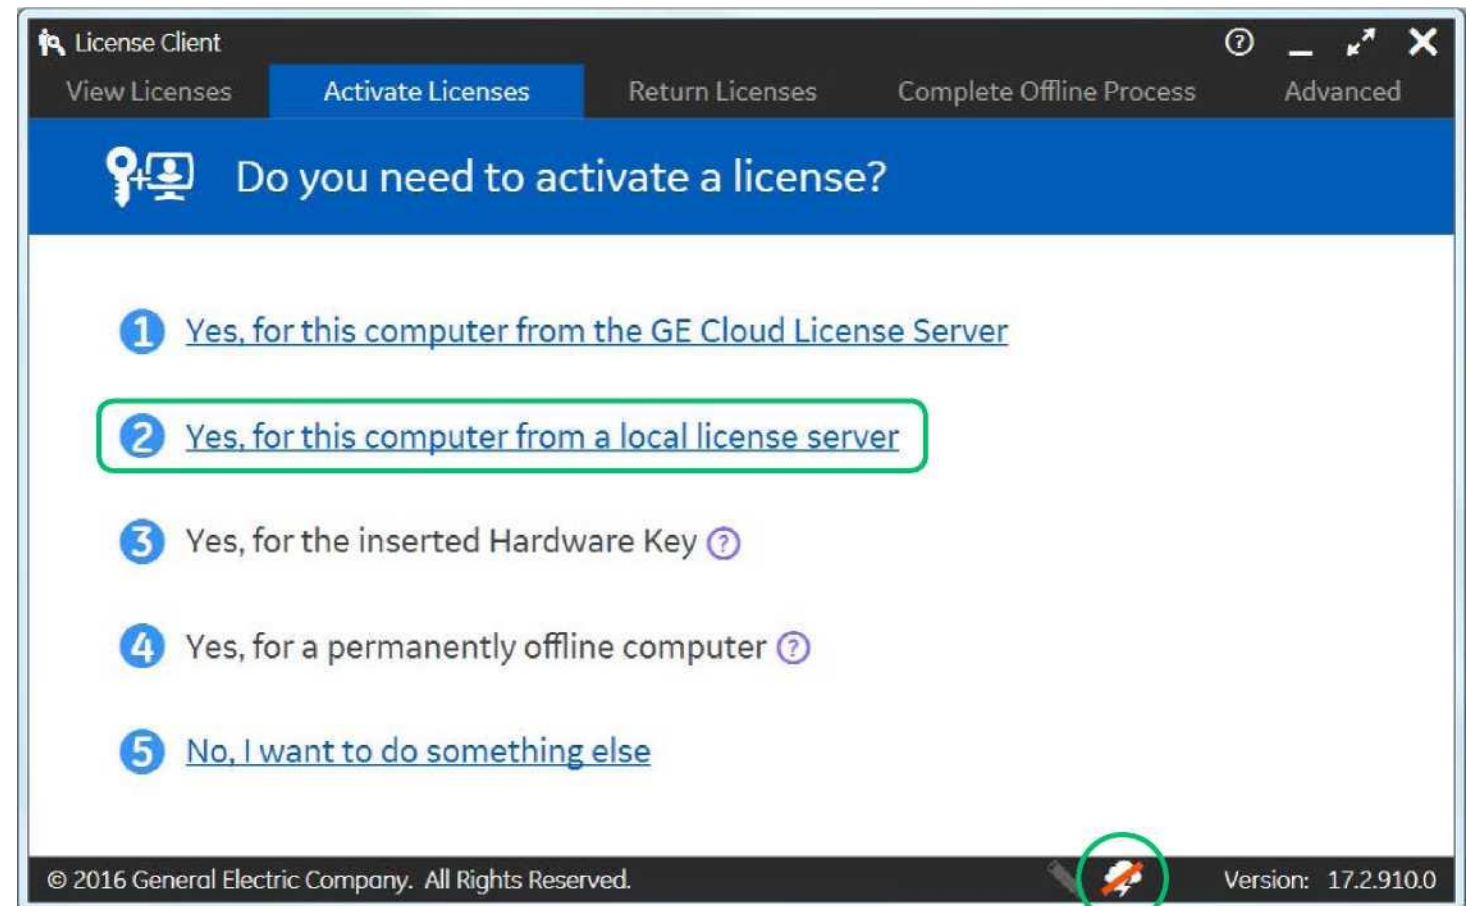 License Client
View Licenses Activate Licenses Return Licenses Complete Offline Process Advanced
Do you need to activate a license?
1 Yes, for this computer from the GE Cloud License Server
2 Yes, for this computer from a local license server
3 Yes, for the inserted Hardware Key ?
4 Yes, for a permanently offline computer ?
5 No, I want to do something else
© 2016 General Electric Company. All Rights Reserved. Version: 17.2.910.0